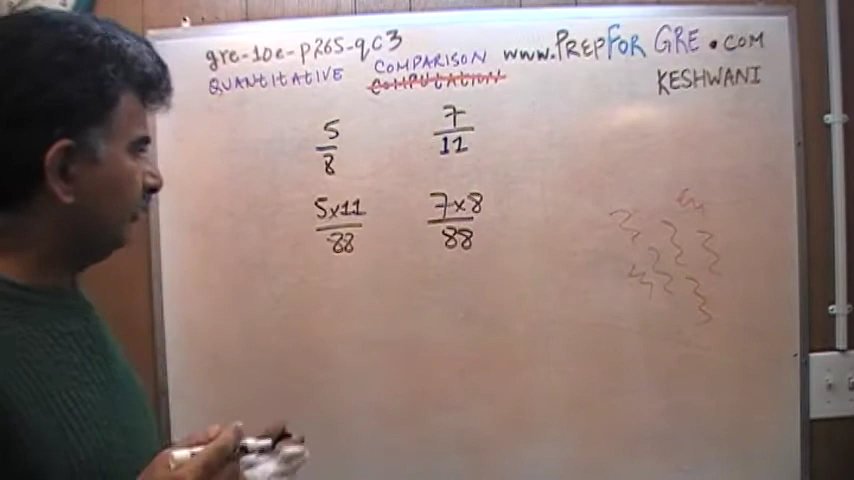 gre-10e-p265-qc3
www.PREPFOR GRE.COM
QUANTITATIVE COMPARISON
COMPUTATION
KESHWANI
5/8 7/11
5x11/88 7x8/88